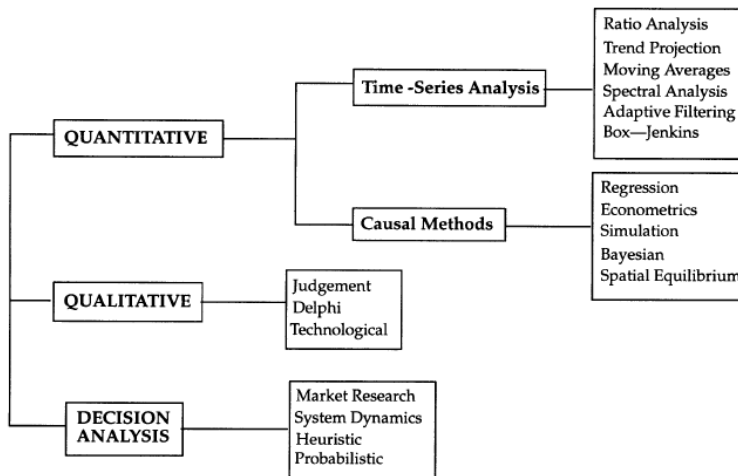 Ratio Analysis
Trend Projection
Moving Averages
Spectral Analysis
Adaptive Filtering
Box—Jenkins
Time -Series Analysis
QUANTITATIVE
Causal Methods
Regression
Econometrics
Simulation
Bayesian
Spatial Equilibrium
QUALITATIVE
Judgement
Delphi
Technological
DECISION
ANALYSIS
Market Research
System Dynamics
Heuristic
Probabilistic